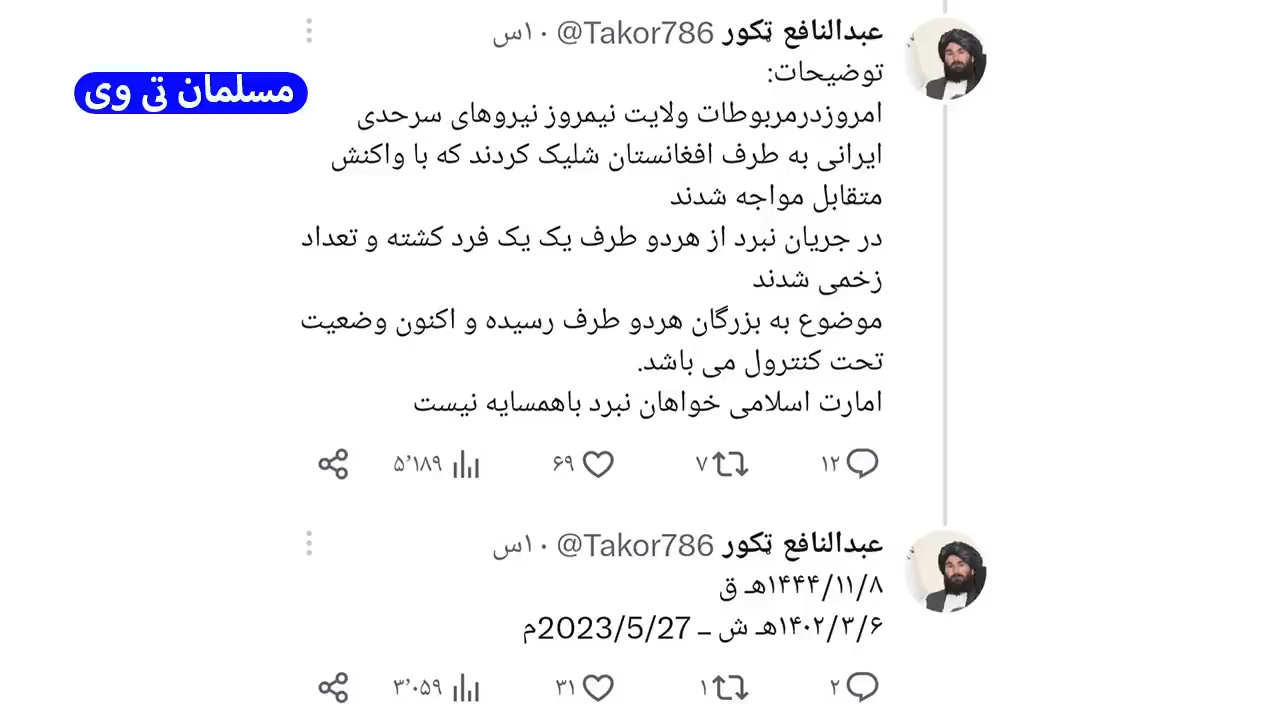 عبدالنافع ټکور @Takor786 · ۱۰س
مسلمان تی وی
توضیحات:
امروزدرمربوطات ولایت نیمروز نیروهای سرحدی
ایرانی به طرف افغانستان شلیک کردند که با واکنش
متقابل مواجه شدند
در جریان نبرد از هردو طرف یک یک فرد کشته و تعداد
زخمی شدند
موضوع به بزرگان هردو طرف رسیده و اکنون وضعیت
تحت کنترول می باشد.
امارت اسلامی خواهان نبرد باهمسایه نیست
۱۲ ۷ ۶۹ ۵٬۱۸۹
عبدالنافع ټکور @Takor786 · ۱۰س
۱۴۴۴/۱۱/۸هـ ق
۱۴۰۲/۳/۶هـ ش ــ 2023/5/27م
۲ ۱ ۳۱ ۳٬۰۵۹